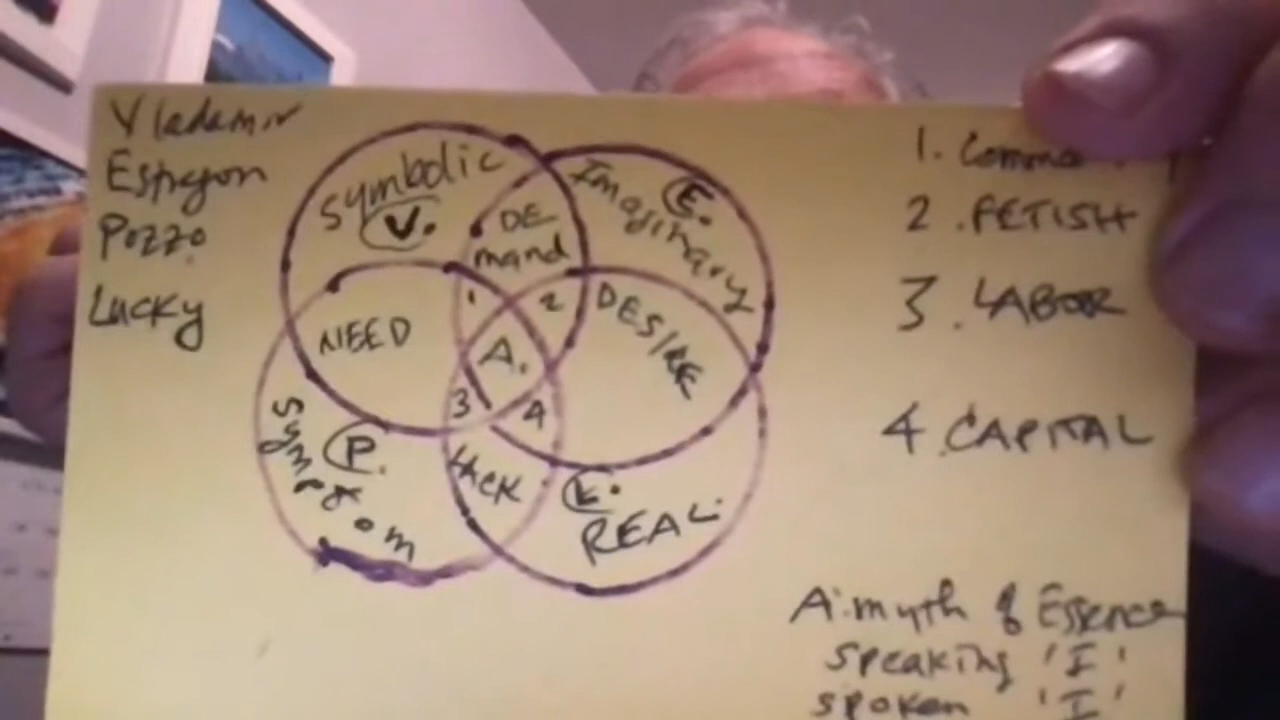 Vladamir
Estragon
Pozzo
Lucky
Symbolic
V.
DE
mand
Imaginary
E.
NEED
1
2
DESIRE
A.
3
4
Symptom
P.
LACK
L.
REAL
1.
2. FETISH
3. LABOR
4. CAPITAL
A: myth of Essence
speaking 'I'
spoken 'I'